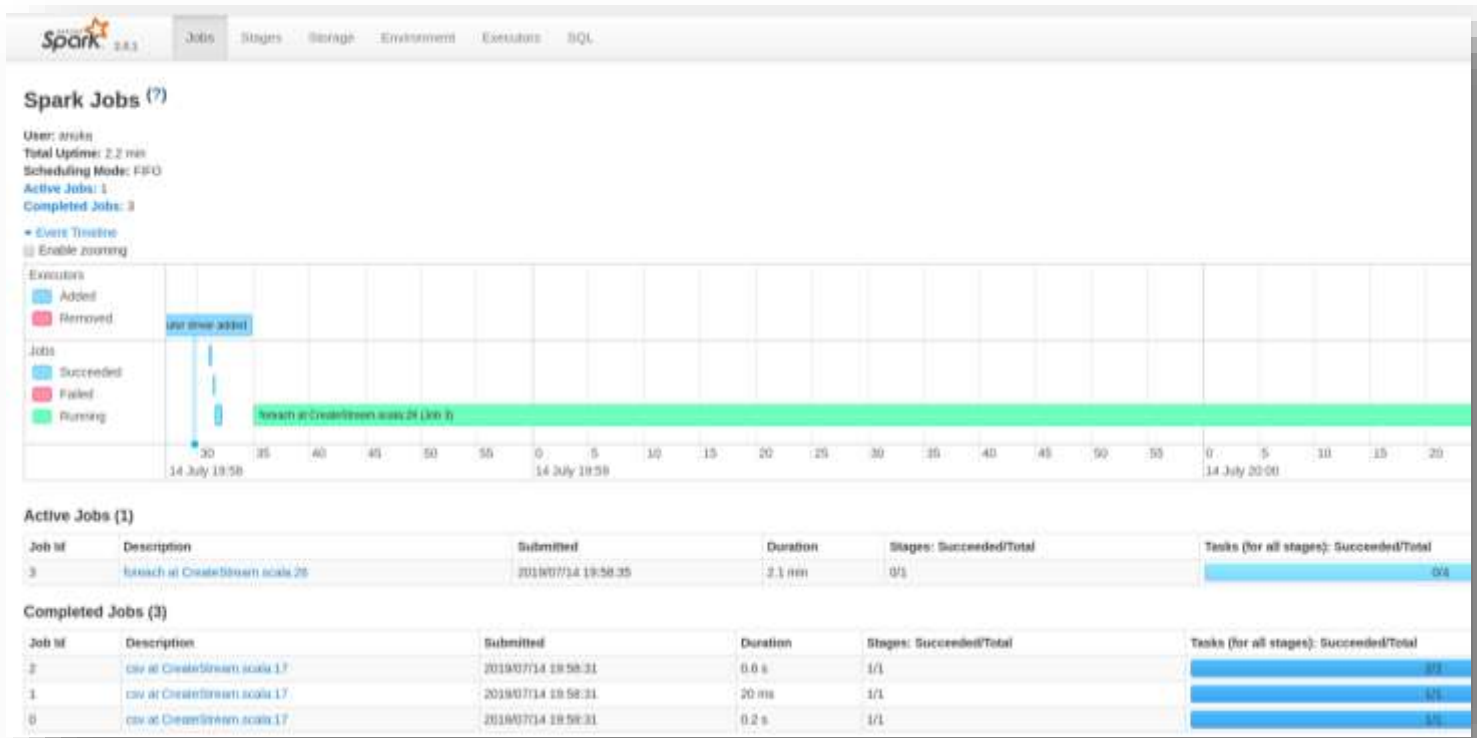 Spark
Jobs Stages Storage Environment Executors SQL
Spark Jobs (?)
User:
Total Uptime: 2.2 min
Scheduling Mode: FIFO
Active Jobs: 1
Completed Jobs: 3
Event Timeline
Enable zooming
Executors
Added
Removed
driver added
Jobs
Succeeded
Failed
Running
foreach at CreateStream.scala:26 (Job 3)
30 35 40 45 50 55 0 5 10 15 20 25 30 35 40 45 50 55 0 5 10 15 20
14 July 19:58 14 July 19:59 14 July 20:00
Active Jobs (1)
Job Id Description Submitted Duration Stages: Succeeded/Total Tasks (for all stages): Succeeded/Total
3 foreach at CreateStream.scala:26 2019/07/14 19:58:35 2.1 min 0/1 0/4
Completed Jobs (3)
Job Id Description Submitted Duration Stages: Succeeded/Total Tasks (for all stages): Succeeded/Total
2 csv at CreateStream.scala:17 2019/07/14 19:58:31 0.6 s 1/1
1 csv at CreateStream.scala:17 2019/07/14 19:58:31 20 ms 1/1 1/1
0 csv at CreateStream.scala:17 2019/07/14 19:58:31 0.2 s 1/1 1/1